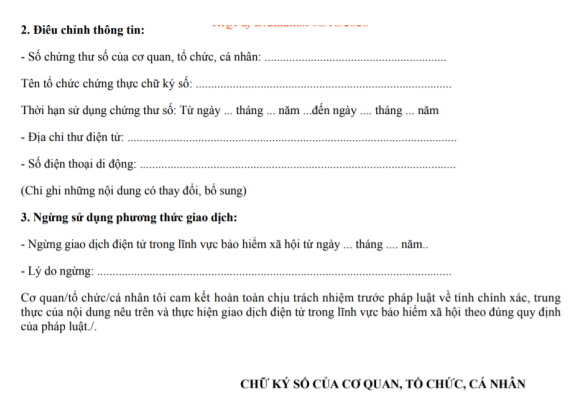 2. Điều chỉnh thông tin:
- Số chứng thư số của cơ quan, tổ chức, cá nhân:
Tên tổ chức chứng thực chữ ký số:
Thời hạn sử dụng chứng thư số: Từ ngày ... tháng ... năm ...đến ngày .... tháng ... năm
- Địa chỉ thư điện tử:
- Số điện thoại di động:
(Chỉ ghi những nội dung có thay đổi, bổ sung)
3. Ngừng sử dụng phương thức giao dịch:
- Ngừng giao dịch điện tử trong lĩnh vực bảo hiểm xã hội từ ngày ... tháng .... năm..
- Lý do ngừng:
Cơ quan/tổ chức/cá nhân tôi cam kết hoàn toàn chịu trách nhiệm trước pháp luật về tính chính xác, trung
thực của nội dung nêu trên và thực hiện giao dịch điện tử trong lĩnh vực bảo hiểm xã hội theo đúng quy định
của pháp luật./.
CHỮ KÝ SỐ CỦA CƠ QUAN, TỔ CHỨC, CÁ NHÂN